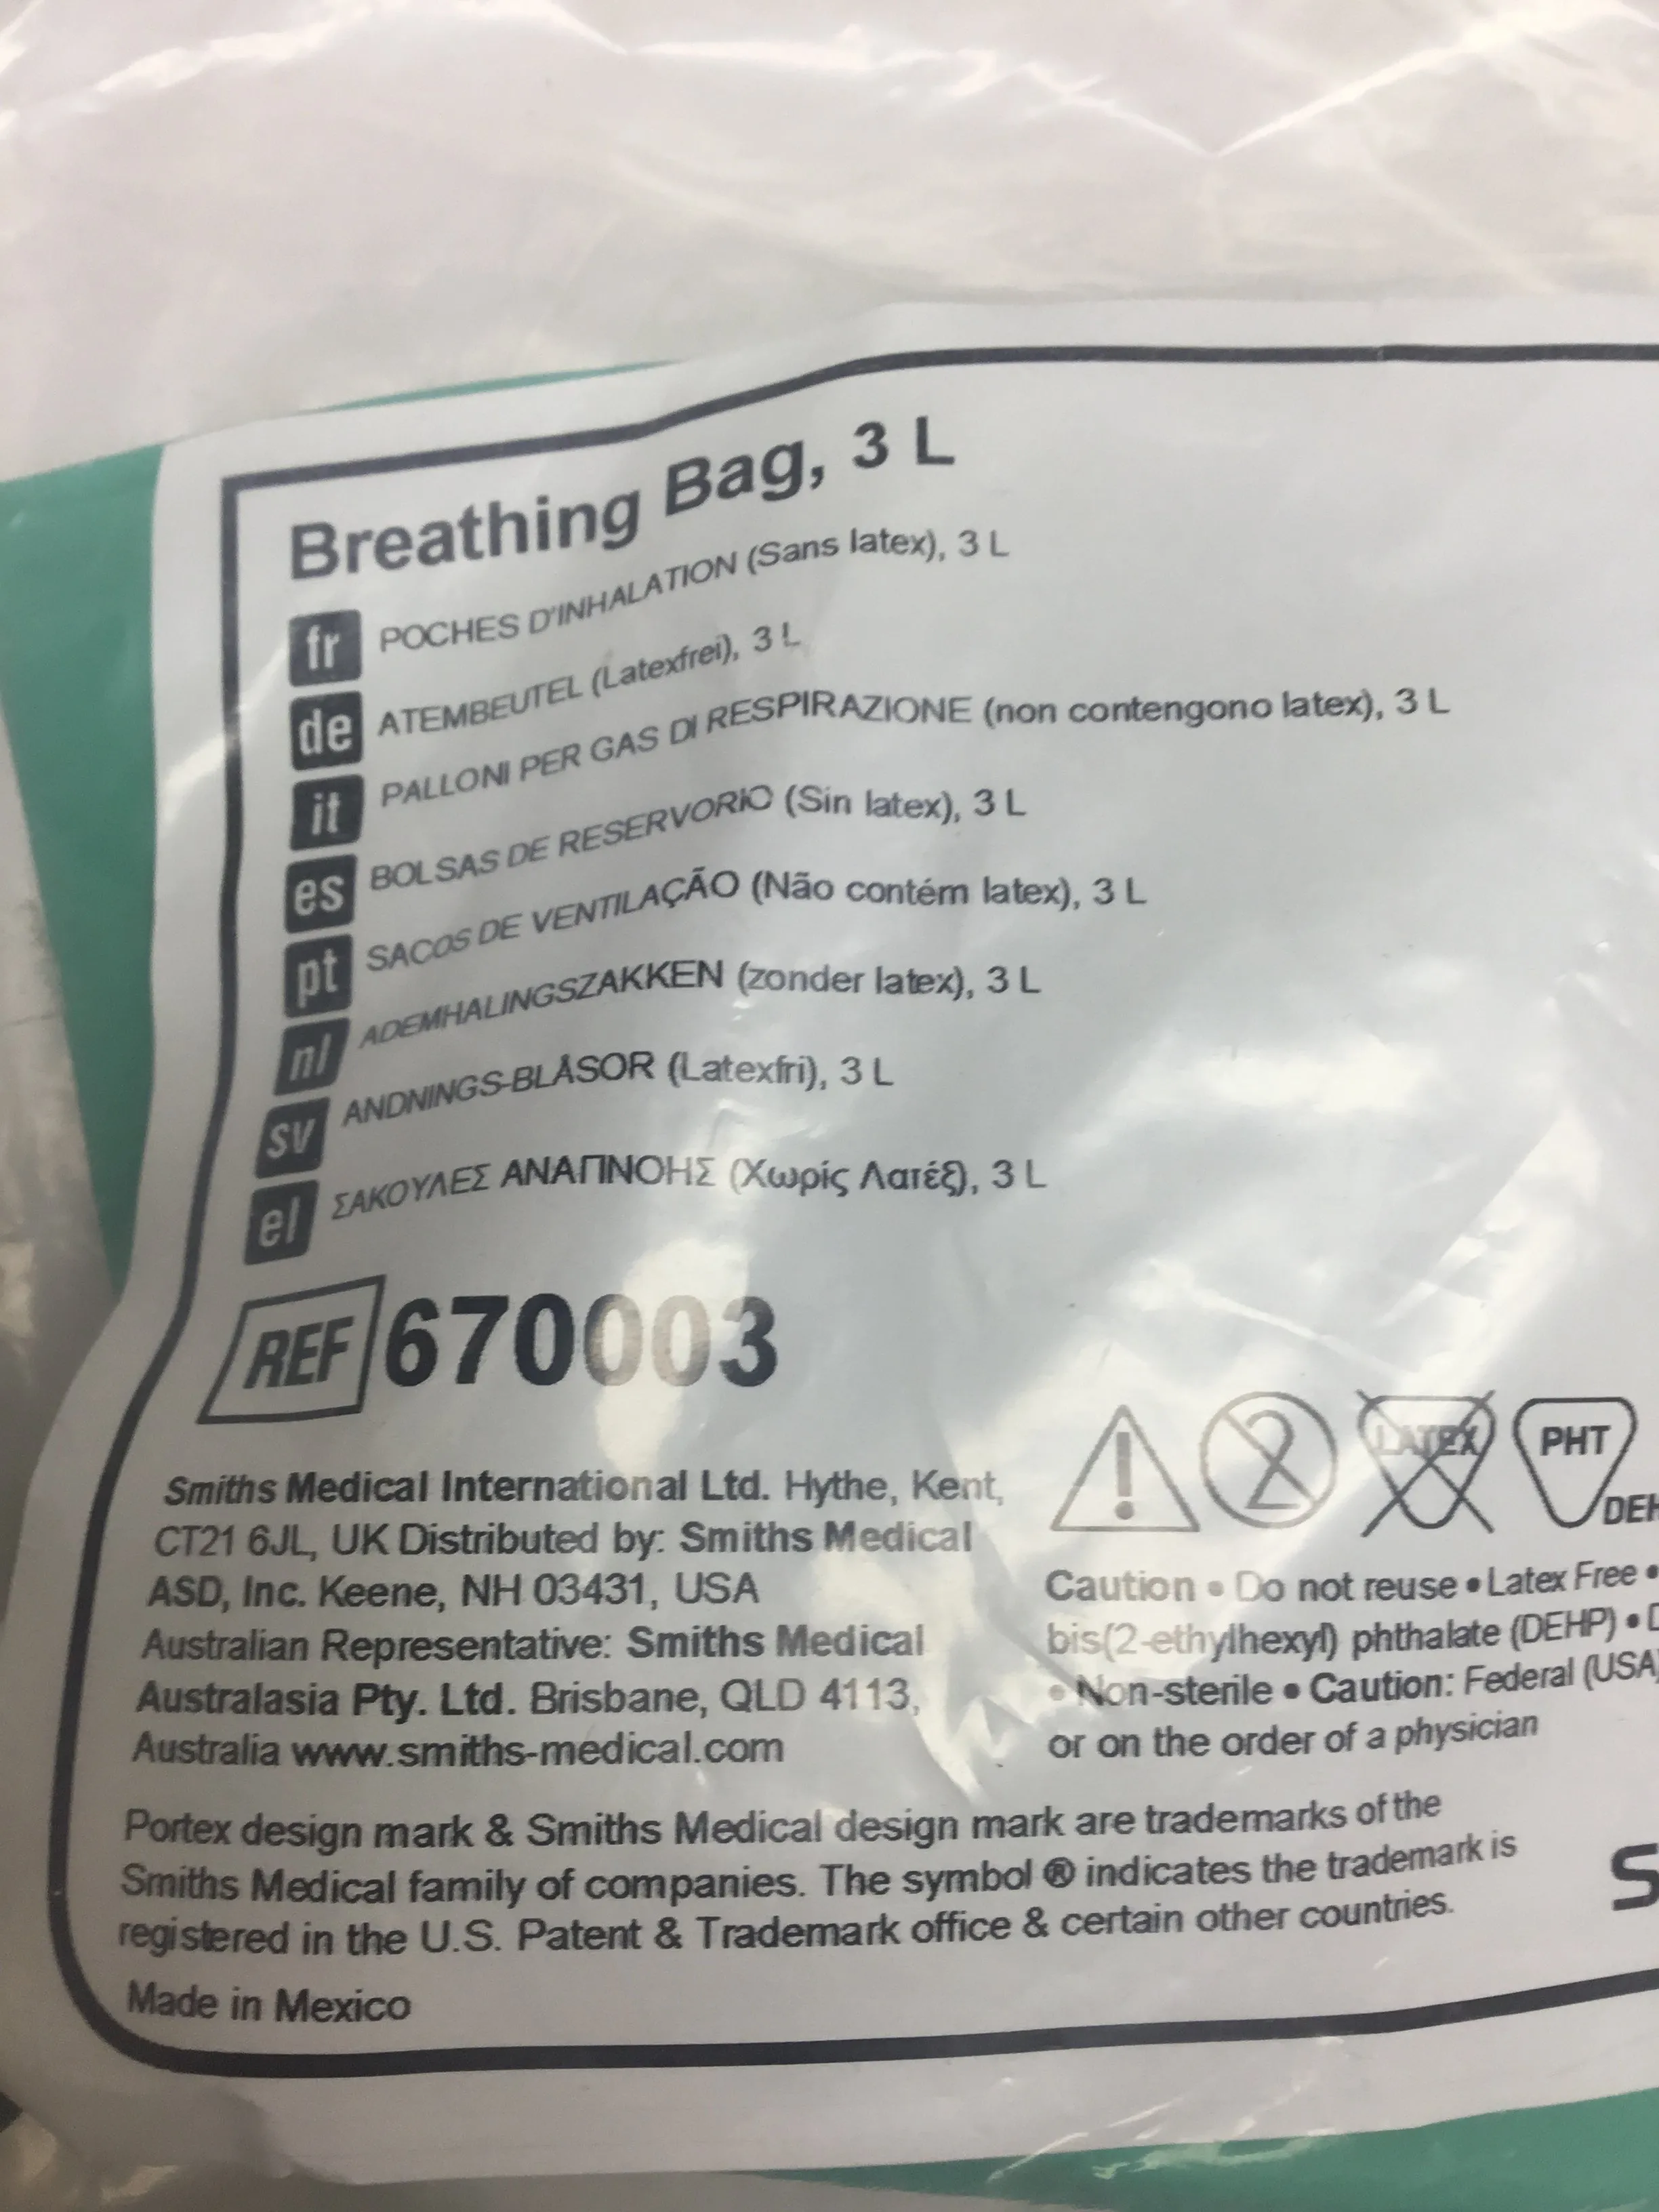 Breathing Bag, 3 L
fr POCHES D'INHALATION (Sans latex), 3 L
de ATEMBEUTEL (Latexfrei), 3 L
it PALLONI PER GAS DI RESPIRAZIONE (non contengono latex), 3 L
es BOLSAS DE RESERVORIO (Sin latex), 3 L
pt SACOS DE VENTILAÇÃO (Não contém latex), 3 L
nl ADEMHALINGSZAKKEN (zonder latex), 3 L
sv ANDNINGS-BLÅSOR (Latexfri), 3 L
el ΣΑΚΟΥΛΕΣ ΑΝΑΠΝΟΗΣ (Χωρίς Λατέξ), 3 L
REF 670003
Smiths Medical International Ltd. Hythe, Kent,
CT21 6JL, UK Distributed by: Smiths Medical
ASD, Inc. Keene, NH 03431, USA
Australian Representative: Smiths Medical
Australasia Pty. Ltd. Brisbane, QLD 4113,
Australia www.smiths-medical.com
2 LATEX PHT
Caution • Do not reuse • Latex Free •
bis(2-ethylhexyl) phthalate (DEHP) •
• Non-sterile • Caution: Federal (USA)
or on the order of a physician
Portex design mark & Smiths Medical design mark are trademarks of the
Smiths Medical family of companies. The symbol ® indicates the trademark is
registered in the U.S. Patent & Trademark office & certain other countries.
Made in Mexico